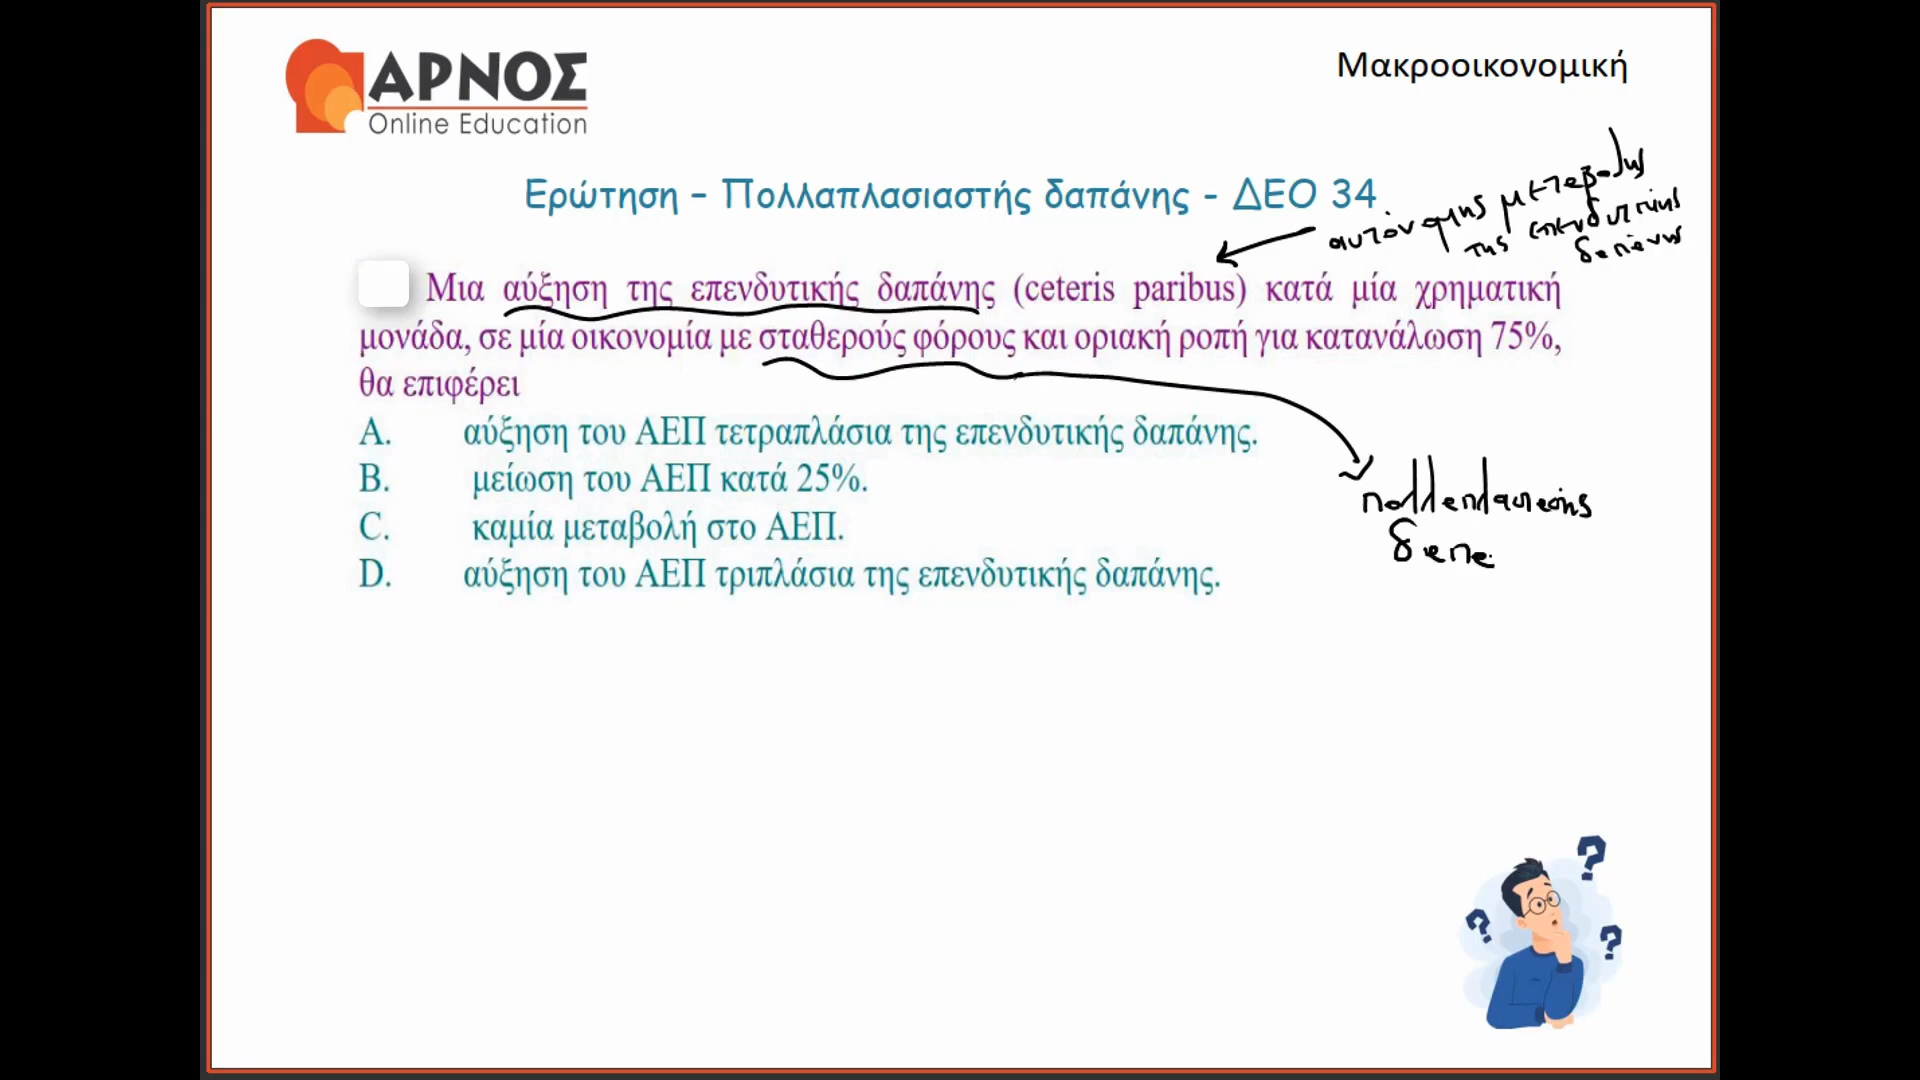 ΑΡΝΟΣ
Online Education
Μακροοικονομική
Ερώτηση – Πολλαπλασιαστής δαπάνης - ΔΕΟ 34
αυτόνομης μεταβολής
της επενδυτικής
δαπάνης
Μια αύξηση της επενδυτικής δαπάνης (ceteris paribus) κατά μία χρηματική
μονάδα, σε μία οικονομία με σταθερούς φόρους και οριακή ροπή για κατανάλωση 75%,
θα επιφέρει
A. αύξηση του ΑΕΠ τετραπλάσια της επενδυτικής δαπάνης.
B. μείωση του ΑΕΠ κατά 25%.
C. καμία μεταβολή στο ΑΕΠ.
D. αύξηση του ΑΕΠ τριπλάσια της επενδυτικής δαπάνης.
πολλαπλασιαστής
δαπα
? ? ?